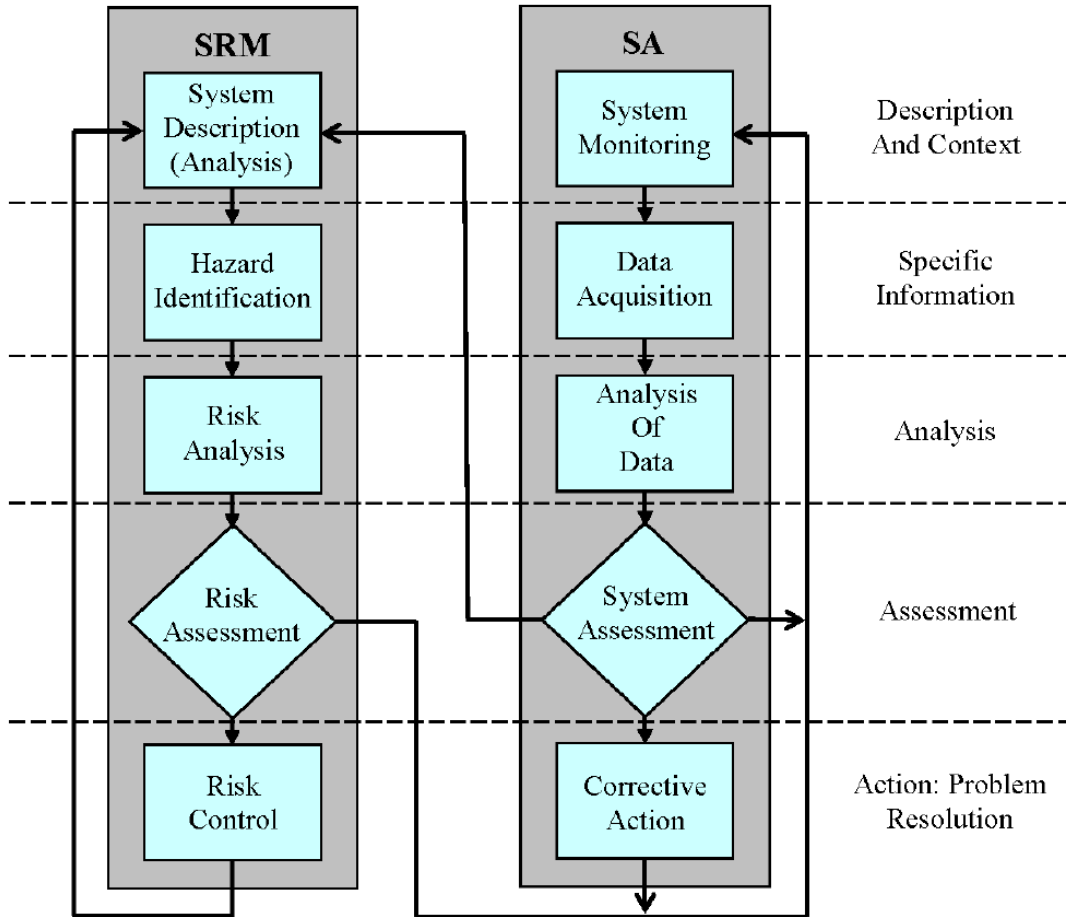 SRM
System
Description
(Analysis)
Hazard
Identification
Risk
Analysis
Risk
Assessment
Risk
Control
SA
System
Monitoring
Data
Acquisition
Analysis
Of
Data
System
Assessment
Corrective
Action
Description
And Context
Specific
Information
Analysis
Assessment
Action: Problem
Resolution